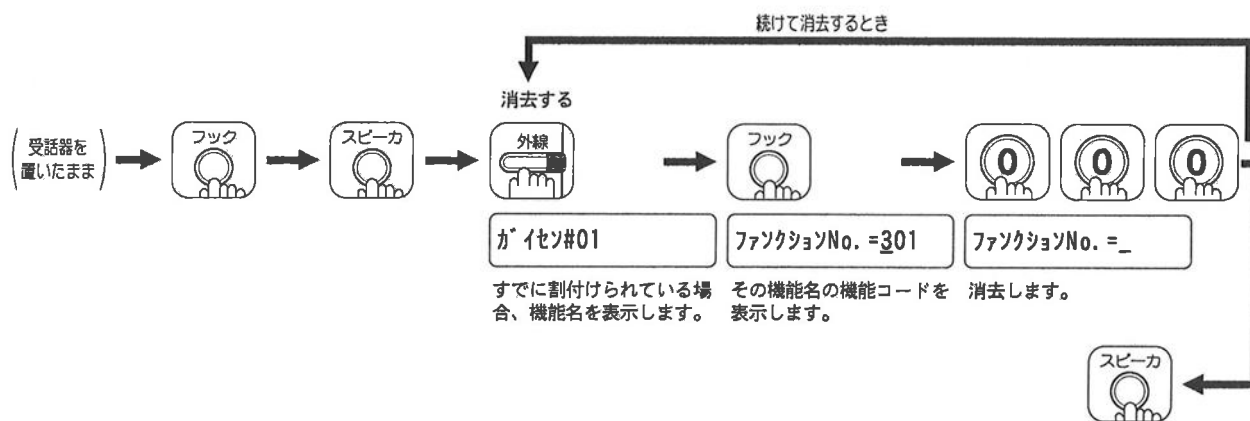 続けて消去するとき
消去する
受話器を
置いたまま
フック
スピーカ
外線
フック
0 0 0
ｶﾞｲｾﾝ#01
ﾌｧﾝｸｼｮﾝNo. =301
ﾌｧﾝｸｼｮﾝNo. =_
すでに割付けられている場
合、機能名を表示します。
その機能名の機能コードを
表示します。
消去します。
スピーカ